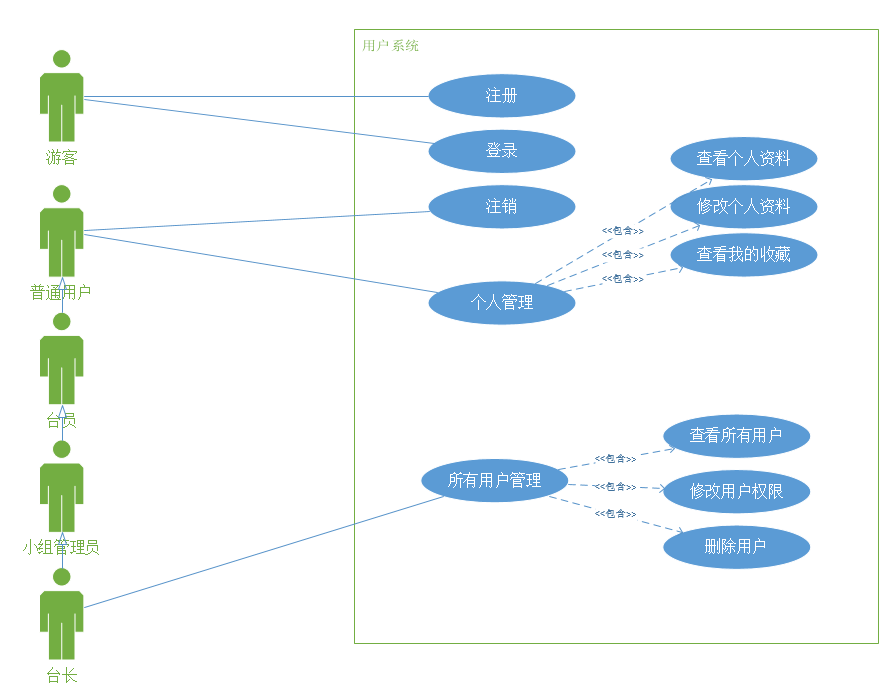 用户系统
注册
游客
登录
查看个人资料
注销
修改个人资料
<<包含>>
<<包含>>
查看我的收藏
<<包含>>
普通用户
个人管理
台员
查看所有用户
<<包含>>
所有用户管理
<<包含>>
修改用户权限
<<包含>>
小组管理员
删除用户
台长